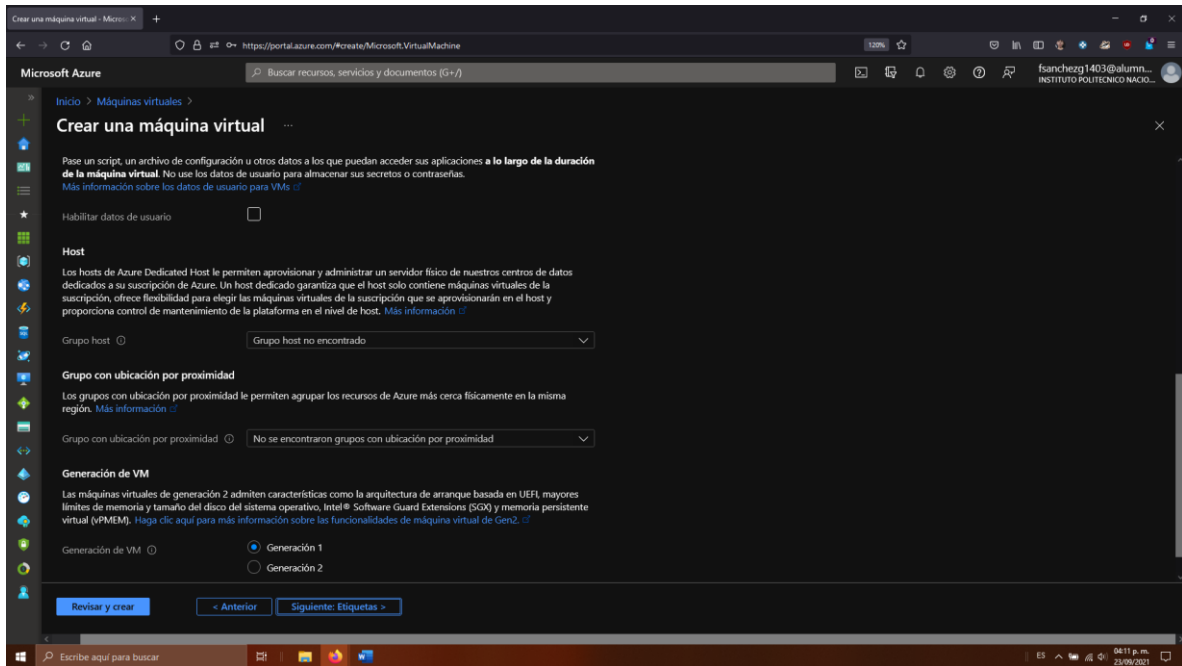 Crear una máquina virtual - Micros
https://portal.azure.com/#create/Microsoft.VirtualMachine
120%
Microsoft Azure
Buscar recursos, servicios y documentos (G+/)
fsanchezg1403@alumn...
INSTITUTO POLITECNICO NACIO...
Inicio > Máquinas virtuales >
Crear una máquina virtual ...
Pase un script, un archivo de configuración u otros datos a los que puedan acceder sus aplicaciones a lo largo de la duración
de la máquina virtual. No use los datos de usuario para almacenar sus secretos o contraseñas.
Más información sobre los datos de usuario para VMs
Habilitar datos de usuario
Host
Los hosts de Azure Dedicated Host le permiten aprovisionar y administrar un servidor físico de nuestros centros de datos
dedicados a su suscripción de Azure. Un host dedicado garantiza que el host solo contiene máquinas virtuales de la
suscripción, ofrece flexibilidad para elegir las máquinas virtuales de la suscripción que se aprovisionarán en el host y
proporciona control de mantenimiento de la plataforma en el nivel de host. Más información
Grupo host
Grupo host no encontrado
Grupo con ubicación por proximidad
Los grupos con ubicación por proximidad le permiten agrupar los recursos de Azure más cerca físicamente en la misma
región. Más información
Grupo con ubicación por proximidad
No se encontraron grupos con ubicación por proximidad
Generación de VM
Las máquinas virtuales de generación 2 admiten características como la arquitectura de arranque basada en UEFI, mayores
límites de memoria y tamaño del disco del sistema operativo, Intel® Software Guard Extensions (SGX) y memoria persistente
virtual (vPMEM). Haga clic aquí para más información sobre las funcionalidades de máquina virtual de Gen2.
Generación de VM
Generación 1
Generación 2
Revisar y crear
< Anterior
Siguiente: Etiquetas >
Escribe aquí para buscar
ES
04:11 p. m.
23/09/2021